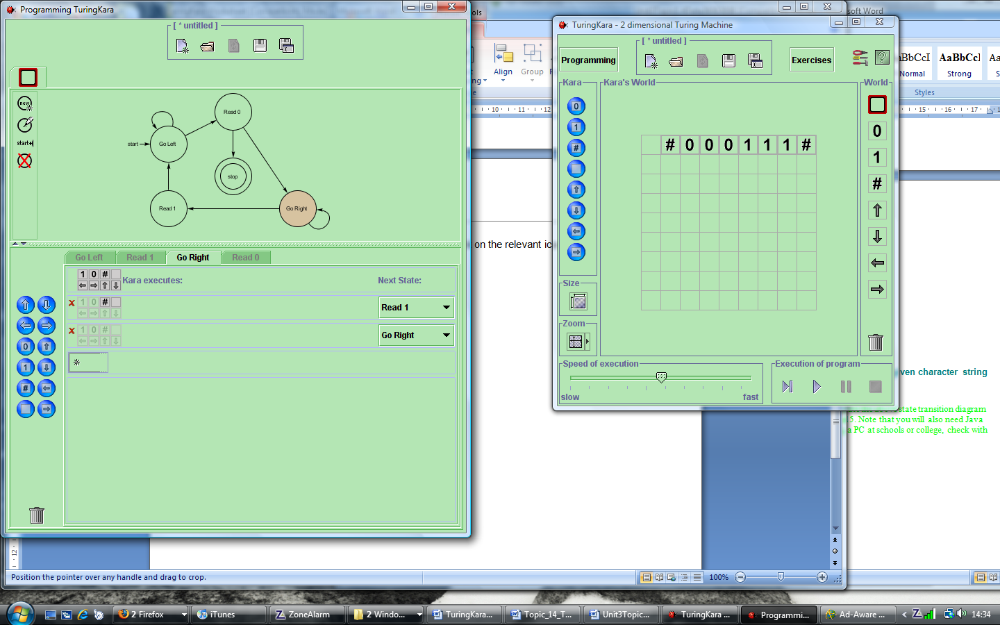 Programming TuringKara
[ * untitled ]
new
start
Read 0
start
Go Left
stop
Read 1
Go Right
Go Left
Read 1
Go Right
Read 0
1 0 #
Kara executes:
Next State:
1 0 #
Read 1
1 0 #
Go Right
0
1
#
Align
Group
on the relevant ic
10 11 12
Position the pointer over any handle and drag to crop.
100%
12
TuringKara - 2 dimensional Turing Machine
[ * untitled ]
Programming
Exercises
Kara
Kara's World
World
0
1
#
# 0 0 0 1 1 1 #
0
1
#
Size
Zoom
Speed of execution
slow
fast
Execution of program
soft Word
BbCcI
AaBbCcl
Normal
Strong
Styles
15 16 17
ven character string
state transition diagram
.5. Note that you will also need Java
a PC at schools or college, check with
2 Firefox
iTunes
ZoneAlarm
2 Windo...
TuringKara...
Topic_14_T...
Unit3Topic...
TuringKara ...
Programmi...
Ad-Aware ...
14:34